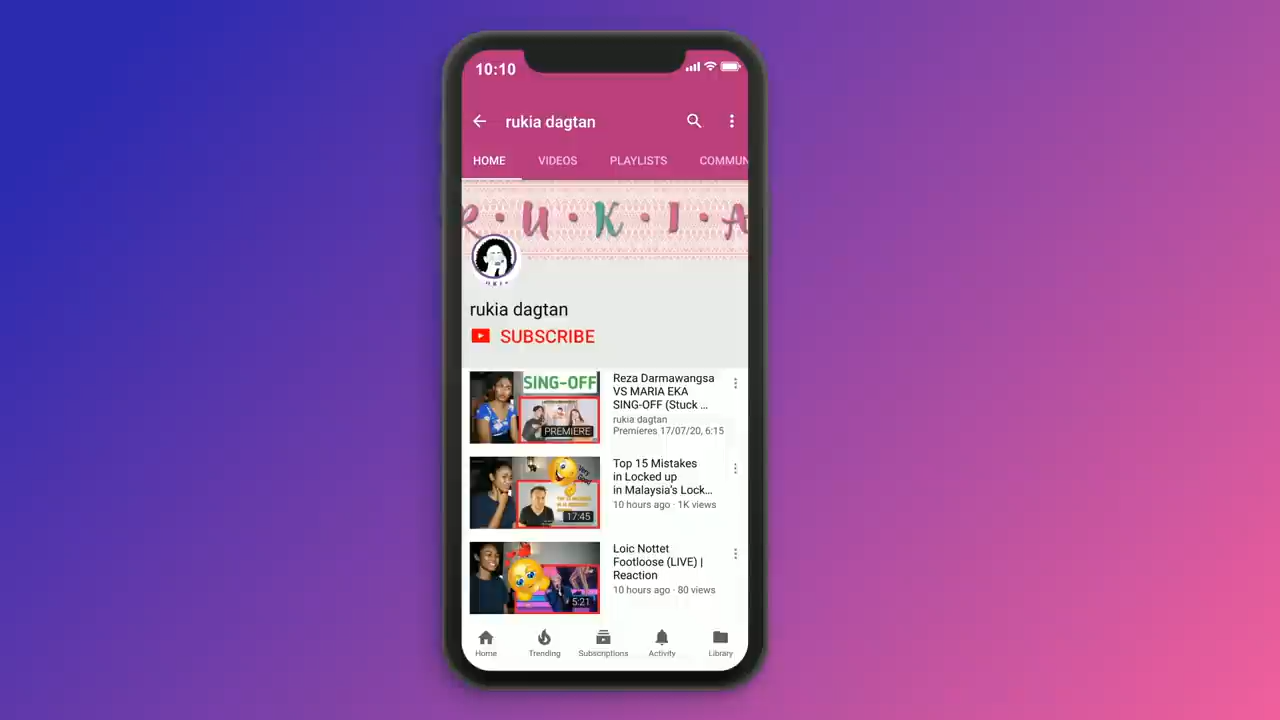 10:10
rukia dagtan
HOME VIDEOS PLAYLISTS COMMUN
R·U·K·I·A
rukia dagtan
SUBSCRIBE
SING-OFF
PREMIERE
Reza Darmawangsa
VS MARIA EKA
SING-OFF (Stuck ...
rukia dagtan
Premieres 17/07/20, 6:15
17:45
Top 15 Mistakes
in Locked up
in Malaysia's Lock...
10 hours ago · 1K views
5:21
Loic Nottet
Footloose (LIVE) |
Reaction
10 hours ago · 80 views
Home Trending Subscriptions Activity Library